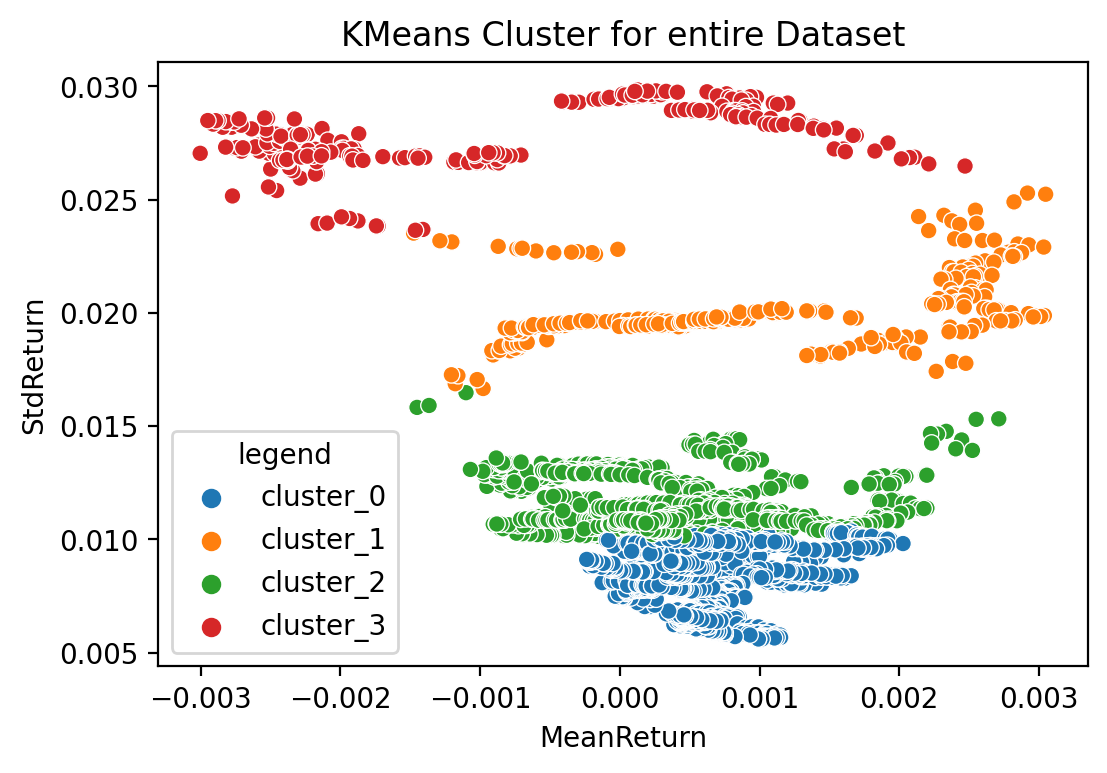 KMeans Cluster for entire Dataset
0.030
0.025
0.020
0.015
0.010
0.005
StdReturn
legend
cluster_0
cluster_1
cluster_2
cluster_3
−0.003 −0.002 −0.001 0.000 0.001 0.002 0.003
MeanReturn